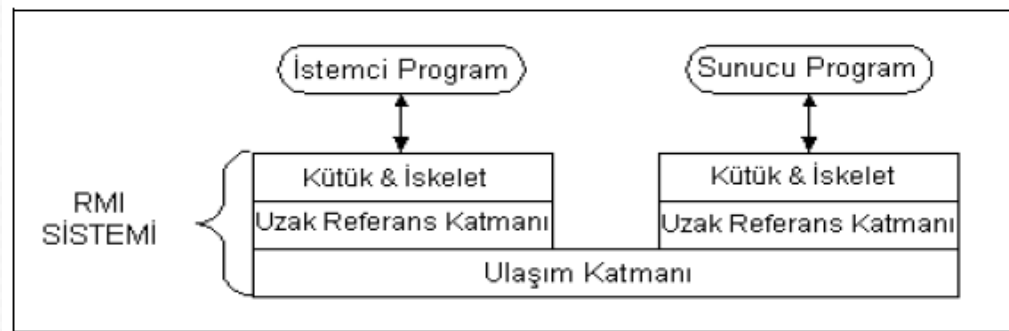 İstemci Program
Sunucu Program
Kütük & İskelet
Kütük & İskelet
RMI
SİSTEMİ
Uzak Referans Katmanı
Uzak Referans Katmanı
Ulaşım Katmanı